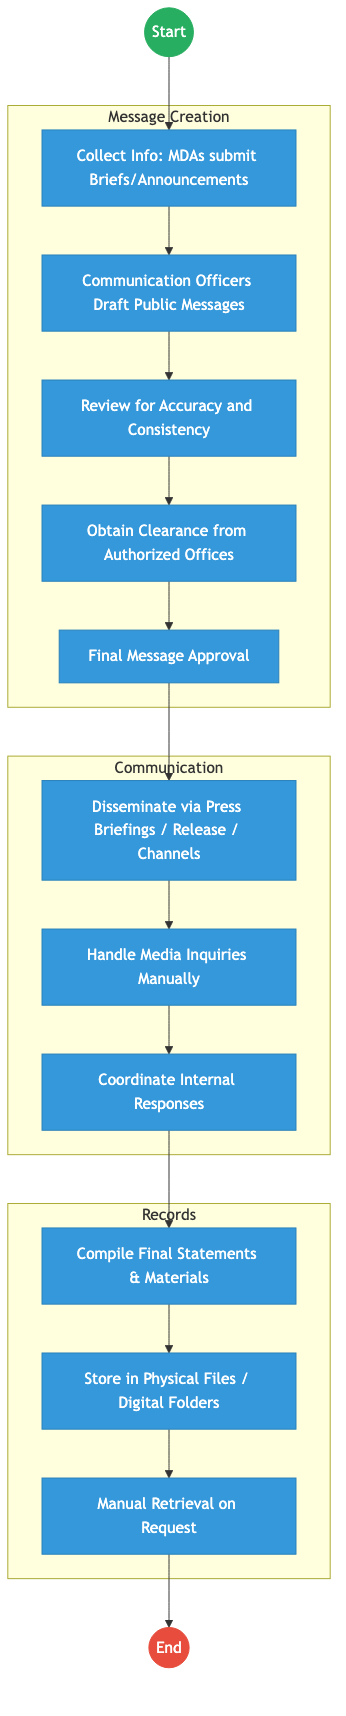 Start
Message Creation
Collect Info: MDAs submit
Briefs/Announcements
Communication Officers
Draft Public Messages
Review for Accuracy and
Consistency
Obtain Clearance from
Authorized Offices
Final Message Approval
Communication
Disseminate via Press
Briefings / Release /
Channels
Handle Media Inquiries
Manually
Coordinate Internal
Responses
Records
Compile Final Statements
& Materials
Store in Physical Files /
Digital Folders
Manual Retrieval on
Request
End